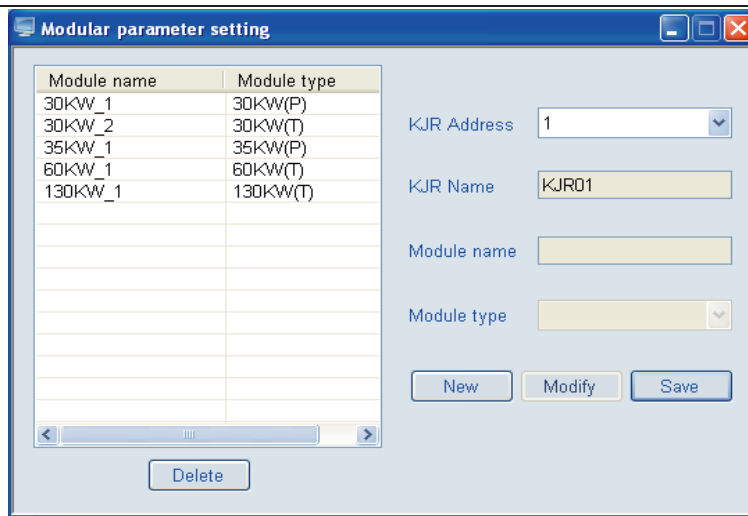 Modular parameter setting
Module name Module type
30KW_1 30KW(P)
30KW_2 30KW(T)
35KW_1 35KW(P)
60KW_1 60KW(T)
130KW_1 130KW(T)
Delete
KJR Address 1
KJR Name KJR01
Module name
Module type
New Modify Save